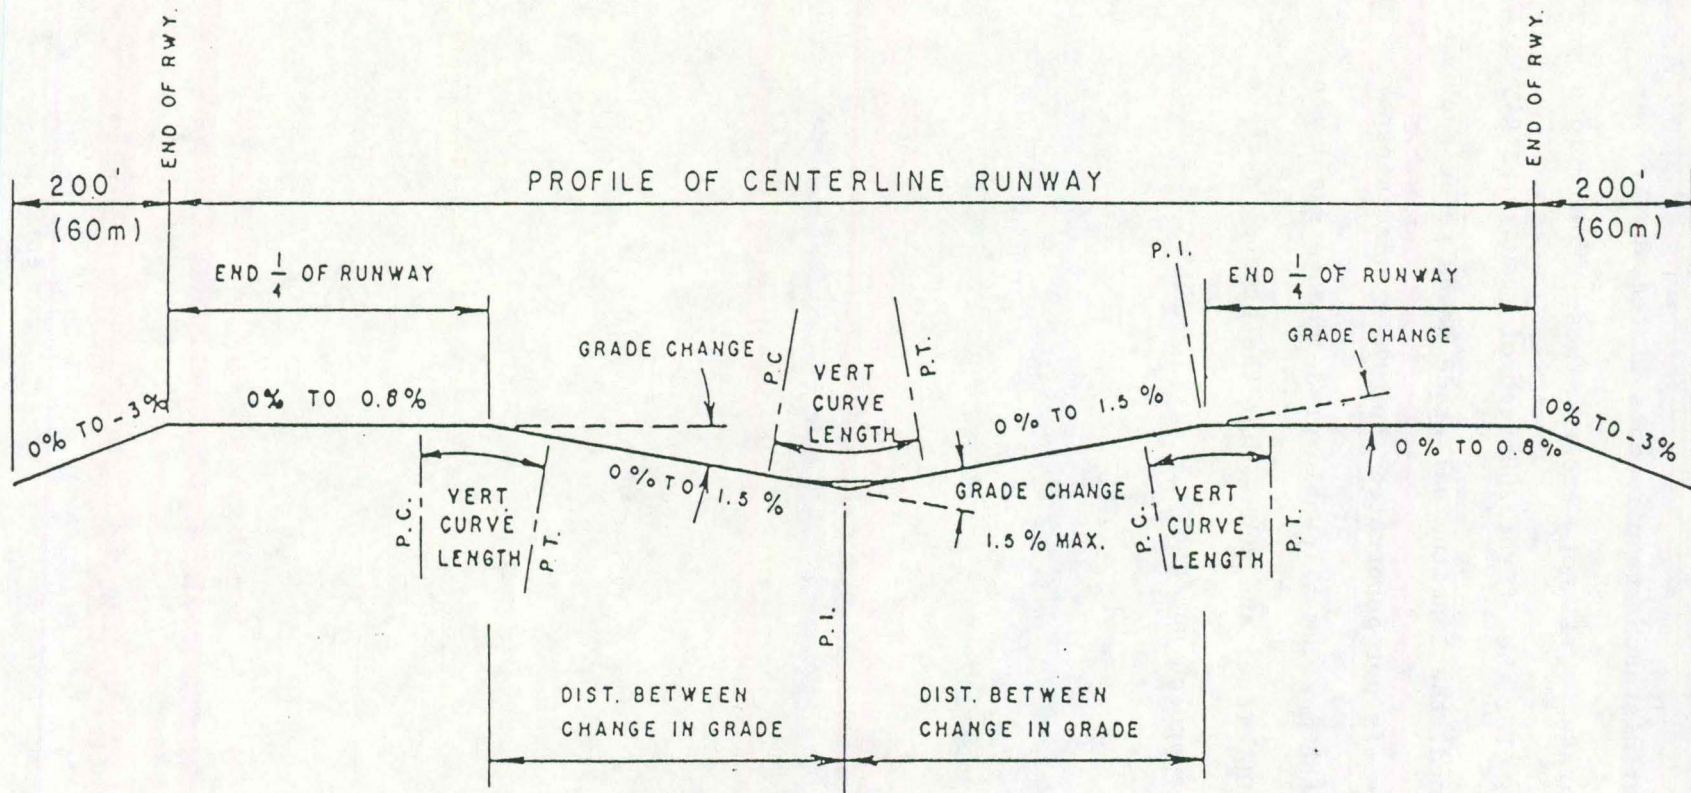 END OF RWY.
END OF RWY.
200'
(60m)
PROFILE OF CENTERLINE RUNWAY
200'
(60m)
END 1/4 OF RUNWAY
P.I.
END 1/4 OF RUNWAY
GRADE CHANGE
GRADE CHANGE
P.C
VERT
CURVE
LENGTH
P.T.
0% TO -3%
0% TO 0.8%
0% TO 1.5 %
0% TO -3%
0% TO 0.8%
P.C.
VERT.
CURVE
LENGTH
P.T.
0% TO 1.5 %
GRADE CHANGE
1.5 % MAX.
P.C.
VERT
CURVE
LENGTH
P.T.
P.I.
DIST. BETWEEN
CHANGE IN GRADE
DIST. BETWEEN
CHANGE IN GRADE